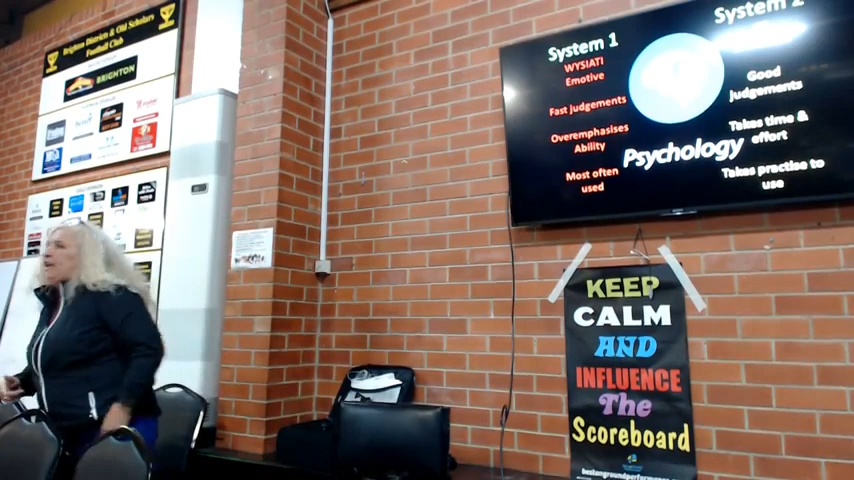 Brighton Districts & Old Scholars
Football Club
BRIGHTON
System 1
WYSIATI
Emotive
Fast judgements
Overemphasises
Ability
Most often
used
Psychology
System 2
Good
judgements
Takes time &
effort
Takes practise to
use
KEEP
CALM
AND
INFLUENCE
The
Scoreboard